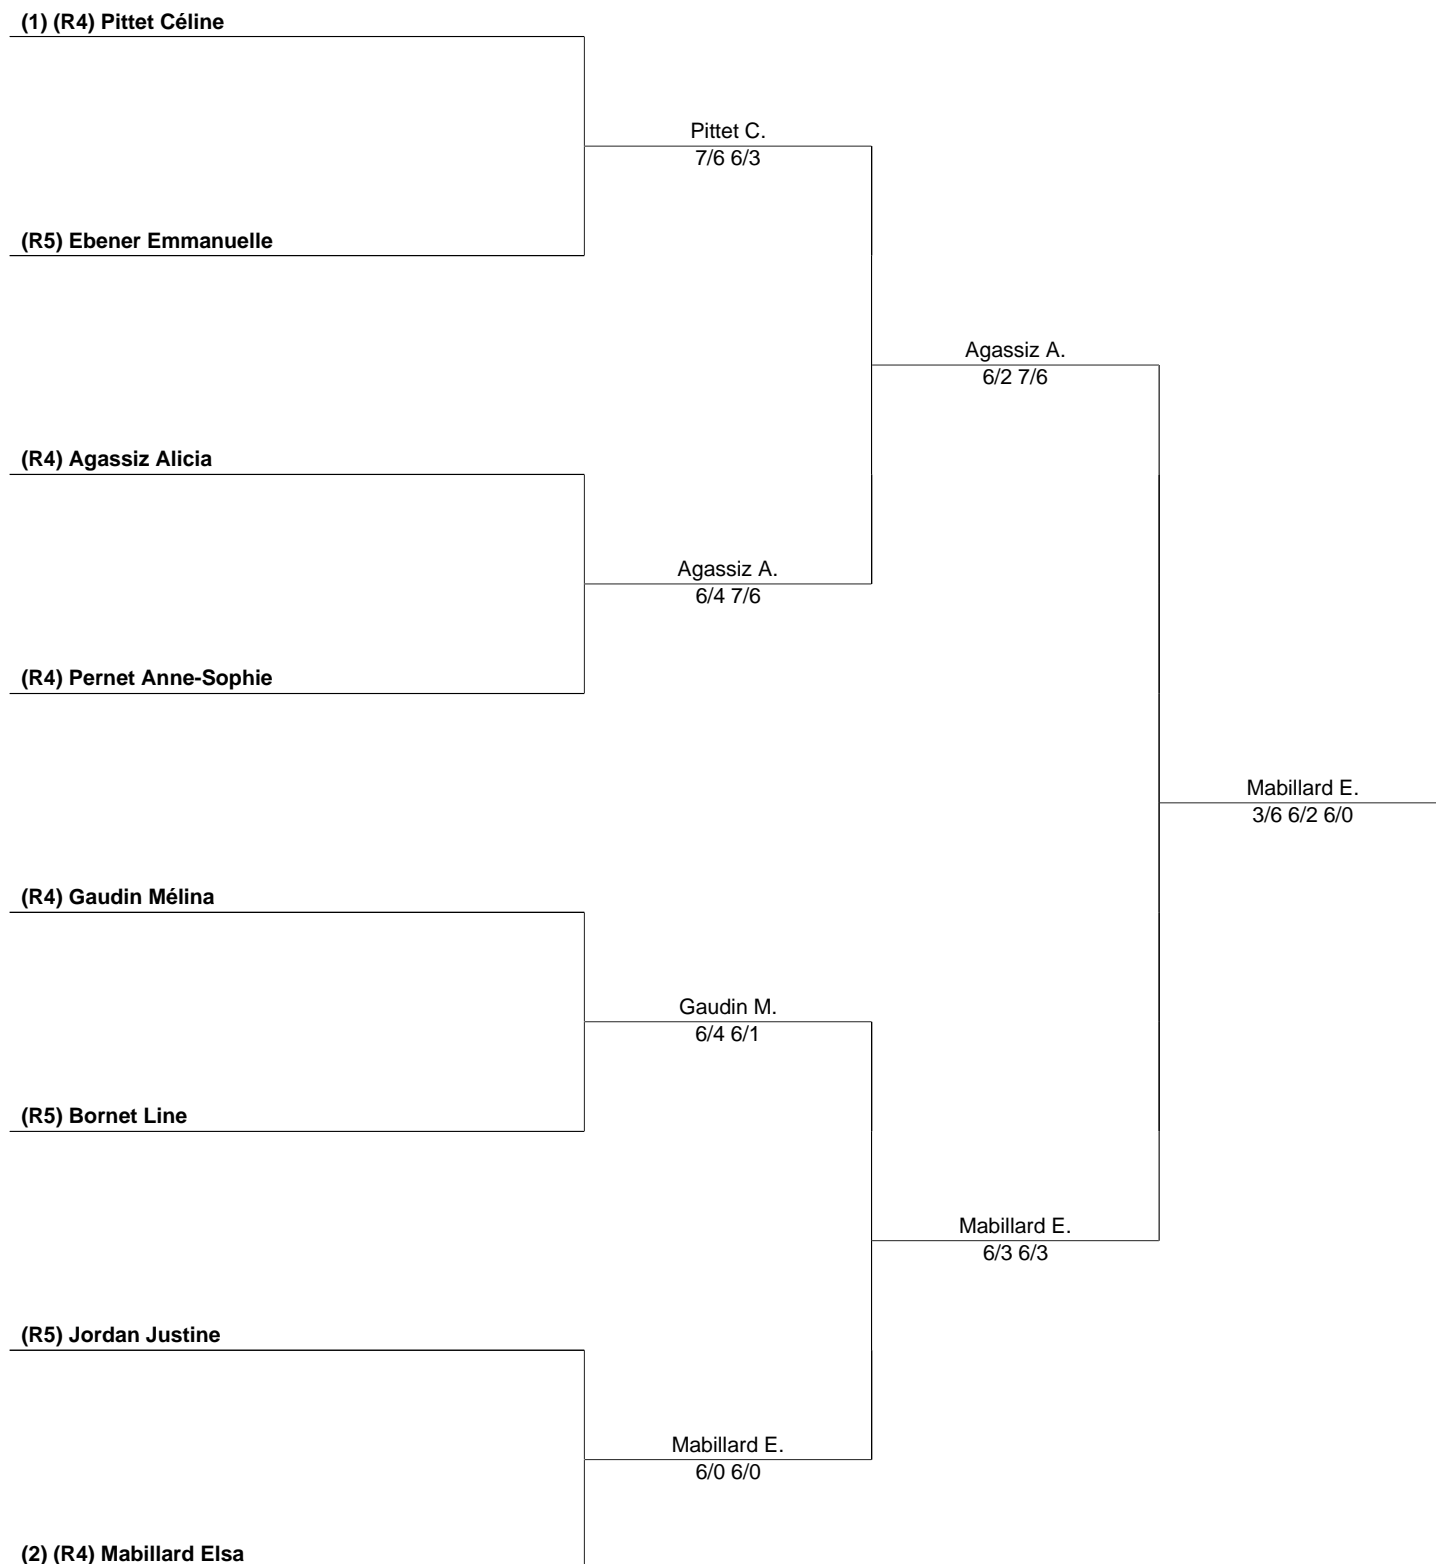 (1) (R4) Pittet Céline
Pittet C.
7/6 6/3
(R5) Ebener Emmanuelle
Agassiz A.
6/2 7/6
(R4) Agassiz Alicia
Agassiz A.
6/4 7/6
(R4) Pernet Anne-Sophie
Mabillard E.
3/6 6/2 6/0
(R4) Gaudin Mélina
Gaudin M.
6/4 6/1
(R5) Bornet Line
Mabillard E.
6/3 6/3
(R5) Jordan Justine
Mabillard E.
6/0 6/0
(2) (R4) Mabillard Elsa